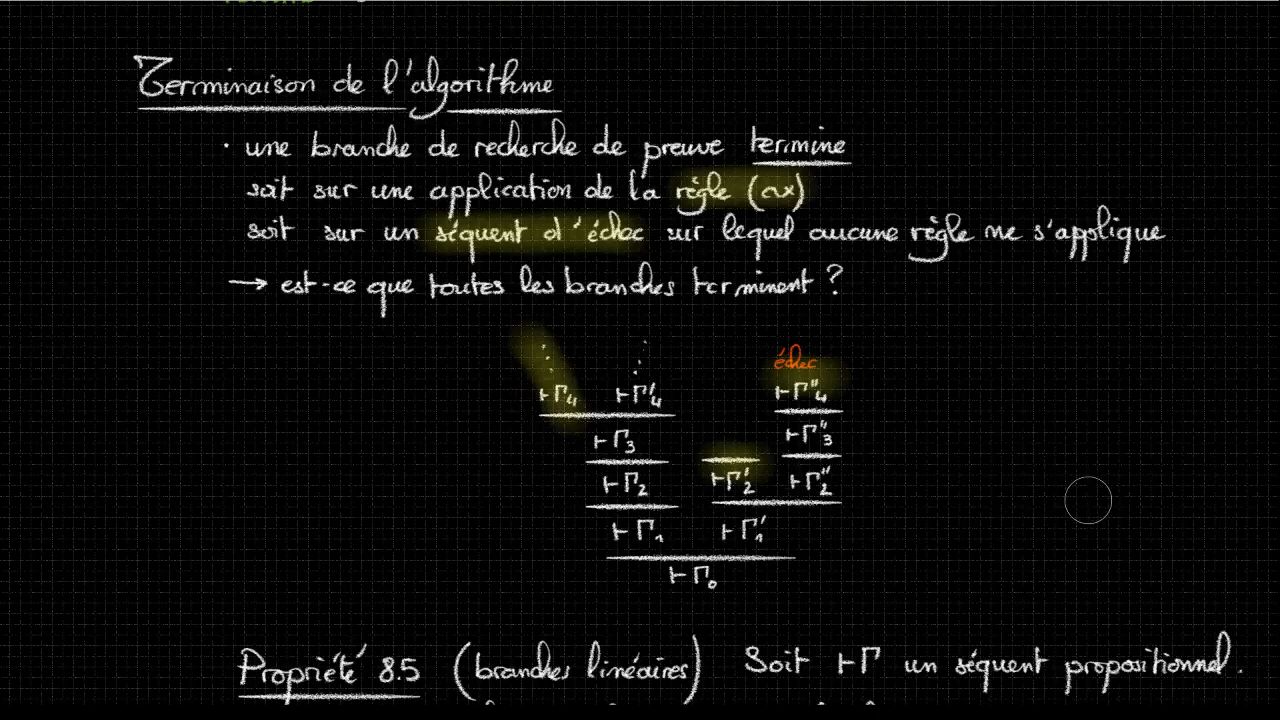 Terminaison de l'algorithme
· une branche de recherche de preuve termine
soit sur une application de la règle (ax)
soit sur un séquent d'échec sur lequel aucune règle ne s'applique
→ est-ce que toutes les branches terminent ?
échec
⊢Γ₄ ⊢Γ'₄ ⊢Γ''₄
⊢Γ₃ ⊢Γ''₃
⊢Γ₂ ⊢Γ'₂ ⊢Γ''₂
⊢Γ₁ ⊢Γ'₁
⊢Γ₀
Propriété 8.5 (branches linéaires) Soit ⊢Γ un séquent propositionnel.